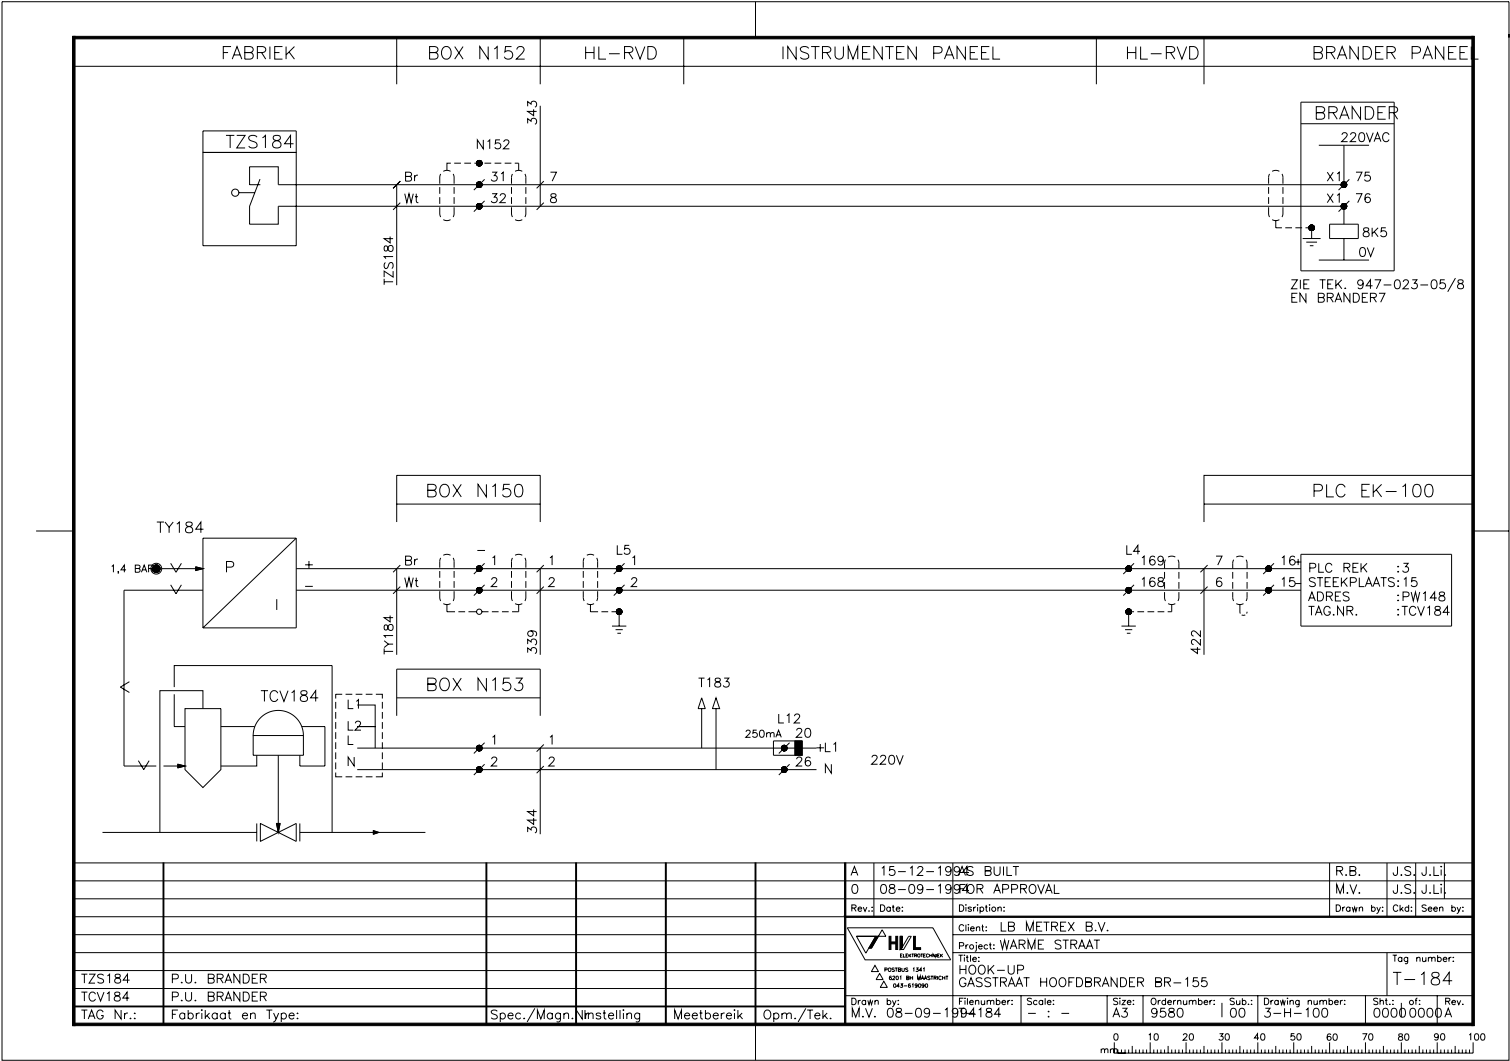 FABRIEK BOX N152 HL-RVD INSTRUMENTEN PANEEL HL-RVD BRANDER PANEEL
343
BRANDER
220VAC
TZS184
N152
Br 31 7 X1 75
Wt 32 8 X1 76
8K5
0V
TZS184
ZIE TEK. 947-023-05/8
EN BRANDER7
BOX N150 PLC EK-100
TY184
1,4 BAR P I
+ Br - 1 1 L5 1 L4 169 7 16+
- Wt 2 2 2 168 6 15-
PLC REK :3
STEEKPLAATS:15
ADRES :PW148
TAG.NR. :TCV184
TY184 339 422
BOX N153
TCV184
T183
L1
L2
L 1 1
N 2 2
L12
250mA 20 +L1
26 N
220V
344
A 15-12-1994 AS BUILT R.B. J.S. J.Li.
0 08-09-1994 FOR APPROVAL M.V. J.S. J.Li.
Rev.: Date: Disription: Drawn by: Ckd: Seen by:
HVL
ELEKTROTECHNIEK
POSTBUS 1341
6201 BH MAASTRICHT
043-619090
Client: LB METREX B.V.
Project: WARME STRAAT
Title:
HOOK-UP
GASSTRAAT HOOFDBRANDER BR-155
Tag number:
T-184
TZS184 P.U. BRANDER
TCV184 P.U. BRANDER
TAG Nr.: Fabrikaat en Type: Spec./Magn.Nr. Instelling Meetbereik Opm./Tek.
Drawn by: Filenumber: Scale: Size: Ordernumber: Sub.: Drawing number: Sht.: of: Rev.
M.V. 08-09-1994 T-184 - : - A3 9580 00 3-H-100 0000 0000 A
0 10 20 30 40 50 60 70 80 90 100
mm